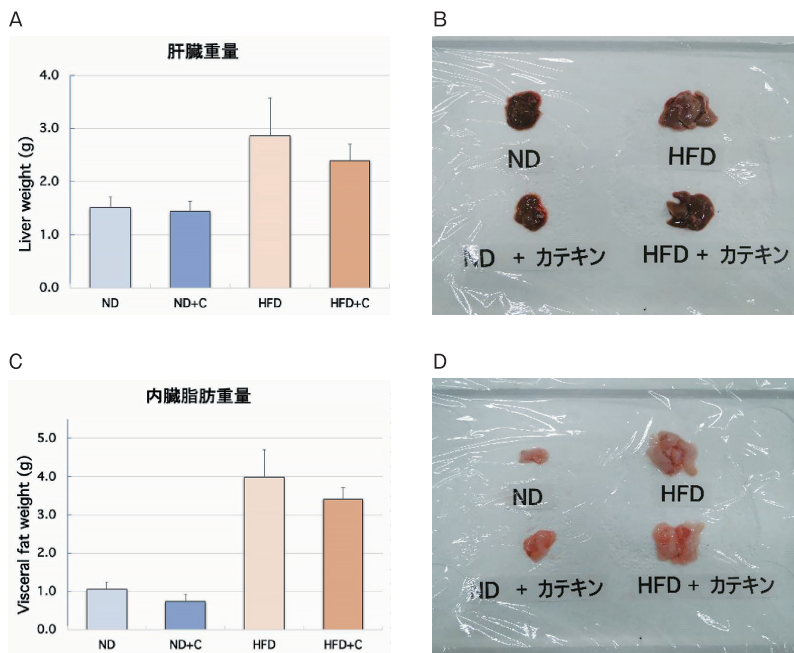 A
肝臓重量
Liver weight (g)
4.0
3.0
2.0
1.0
0.0
ND
ND+C
HFD
HFD+C
B
ND
HFD
ND + カテキン
HFD + カテキン
C
内臓脂肪重量
Visceral fat weight (g)
5.0
4.0
3.0
2.0
1.0
0.0
ND
ND+C
HFD
HFD+C
D
ND
HFD
ND + カテキン
HFD + カテキン